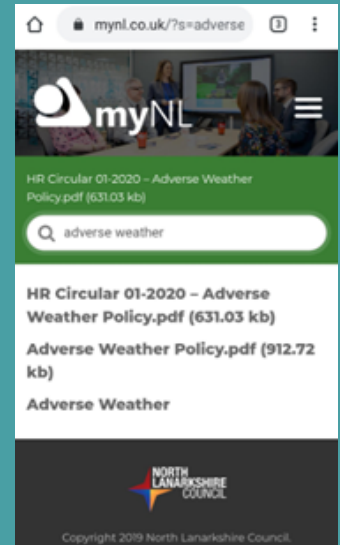 mynl.co.uk/?s=adverse
3
myNL
HR Circular 01-2020 – Adverse Weather
Policy.pdf (631.03 kb)
adverse weather
HR Circular 01-2020 – Adverse
Weather Policy.pdf (631.03 kb)
Adverse Weather Policy.pdf (912.72
kb)
Adverse Weather
NORTH
LANARKSHIRE
COUNCIL
Copyright 2019 North Lanarkshire Council.